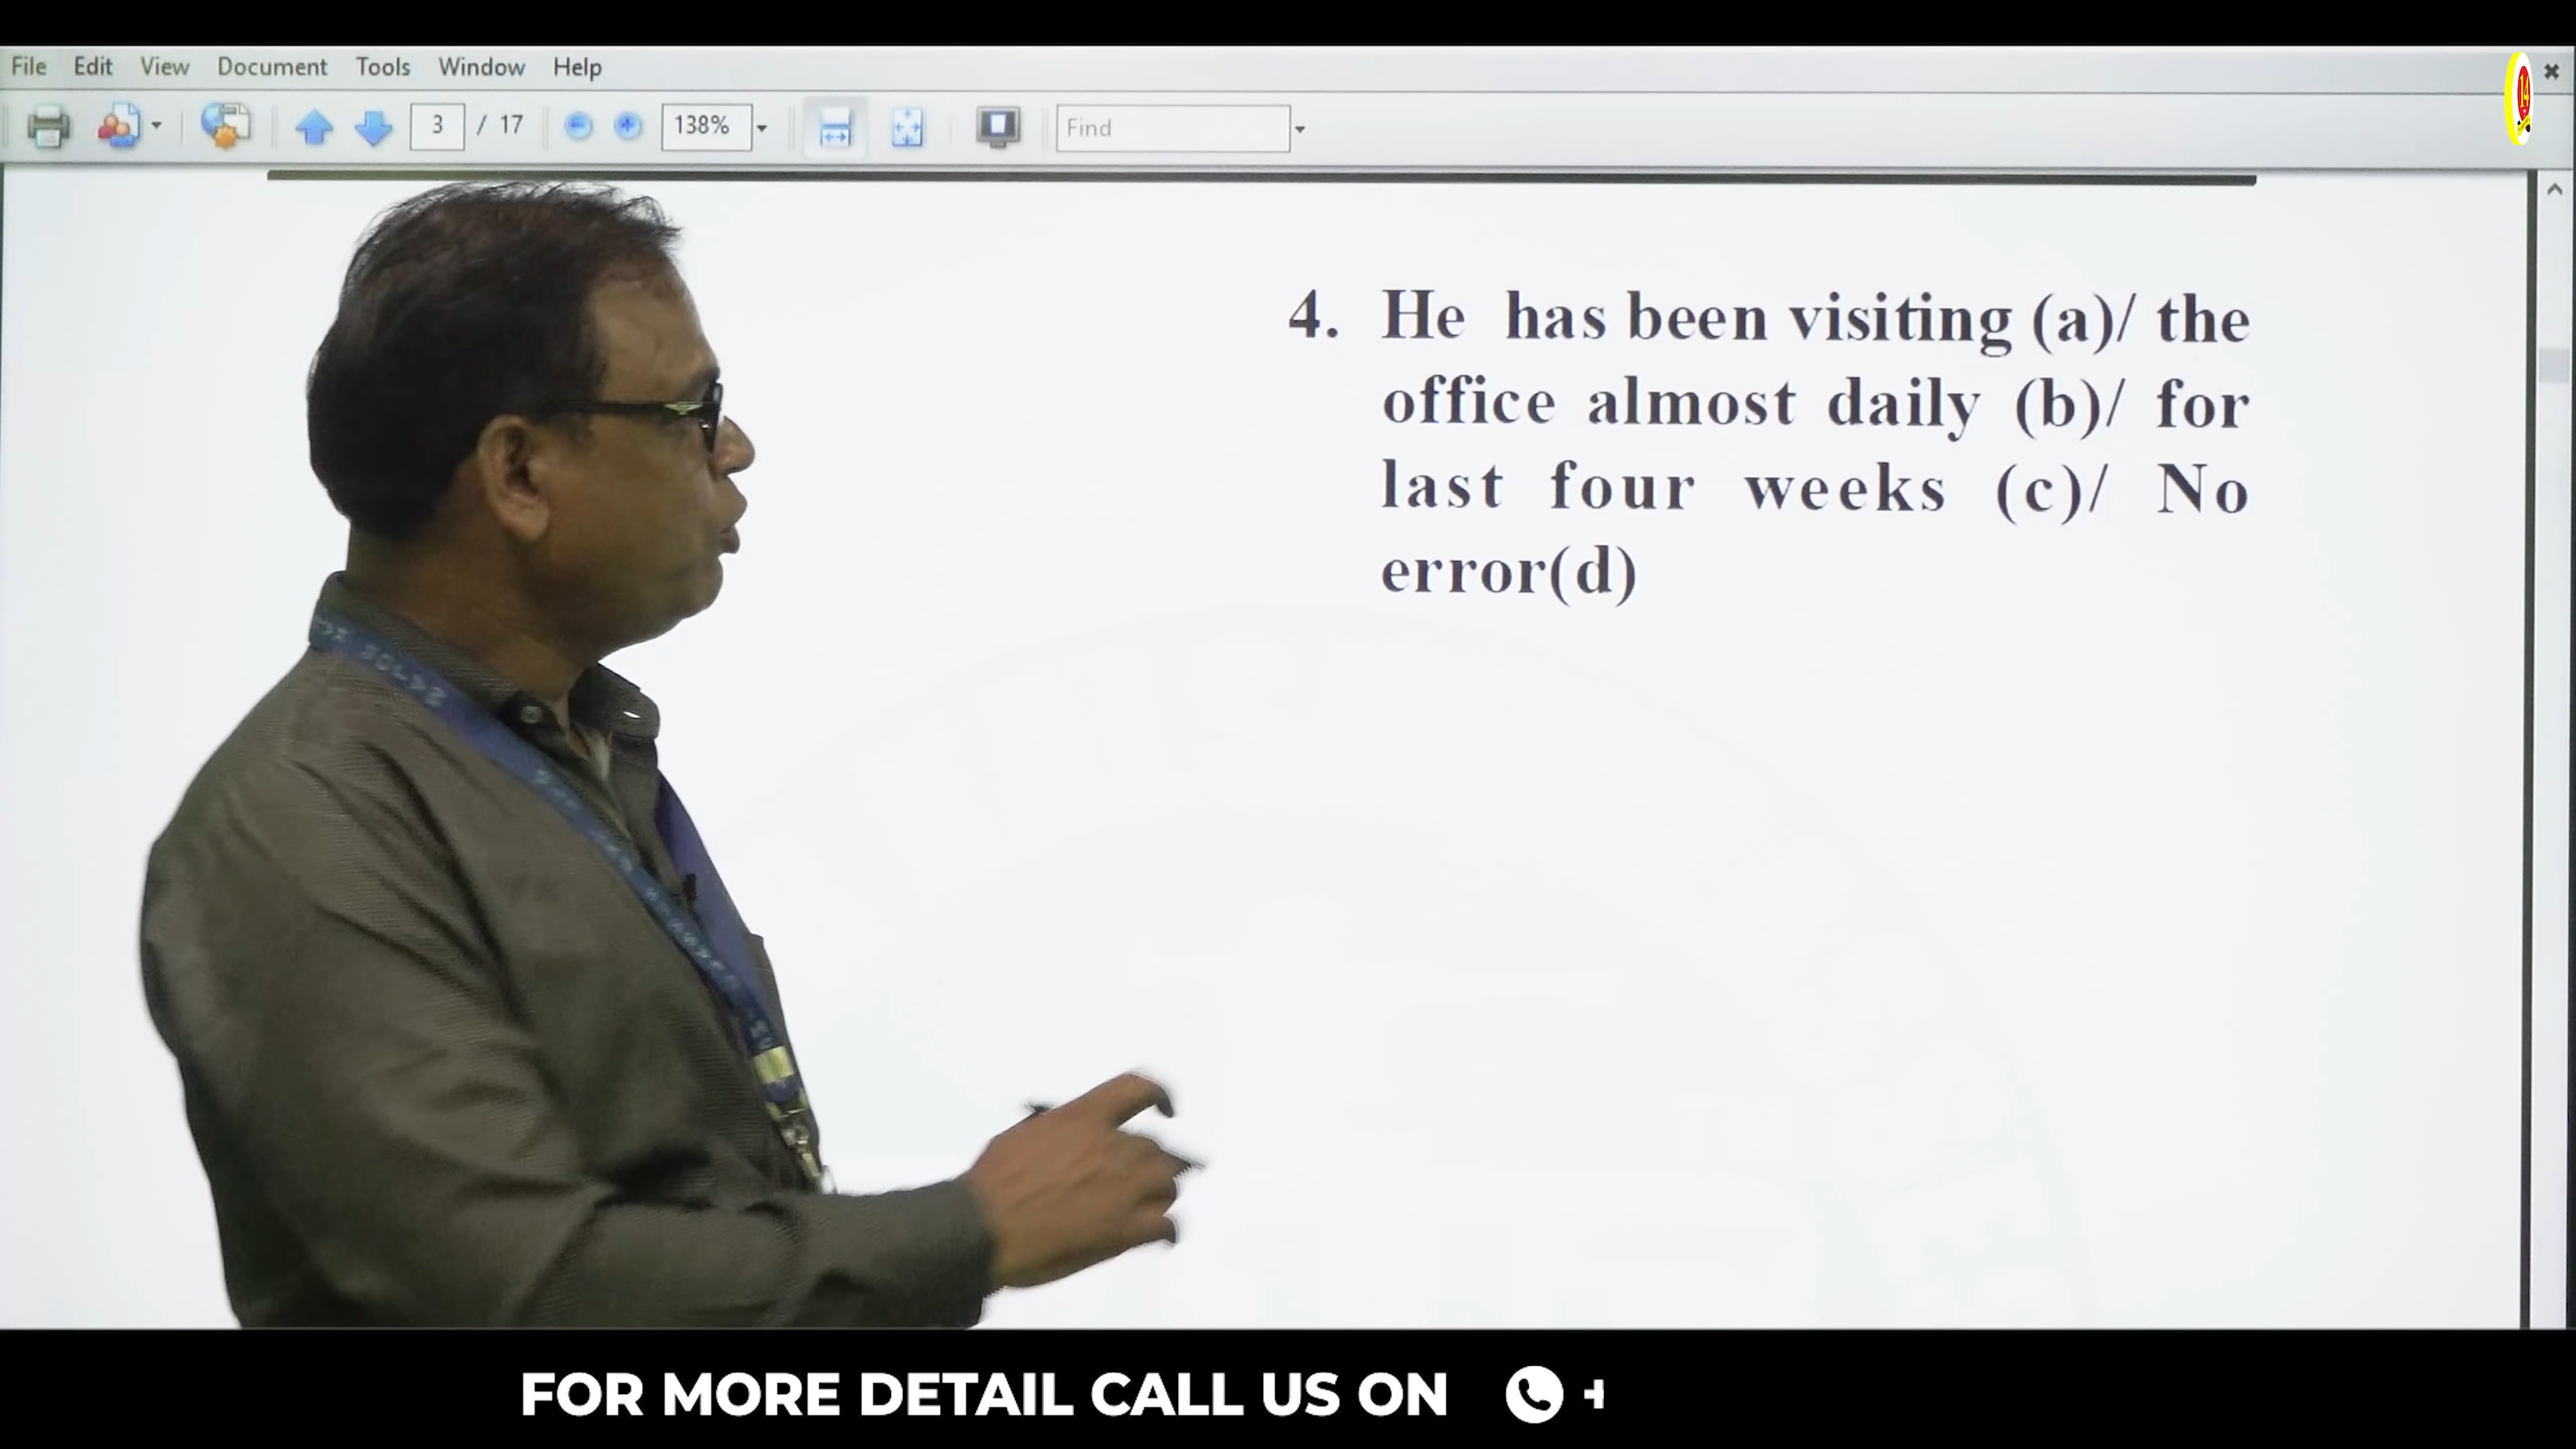 File Edit View Document Tools Window Help
3 / 17 138% Find
14
4. He has been visiting (a)/ the
office almost daily (b)/ for
last four weeks (c)/ No
error(d)
FOR MORE DETAIL CALL US ON +